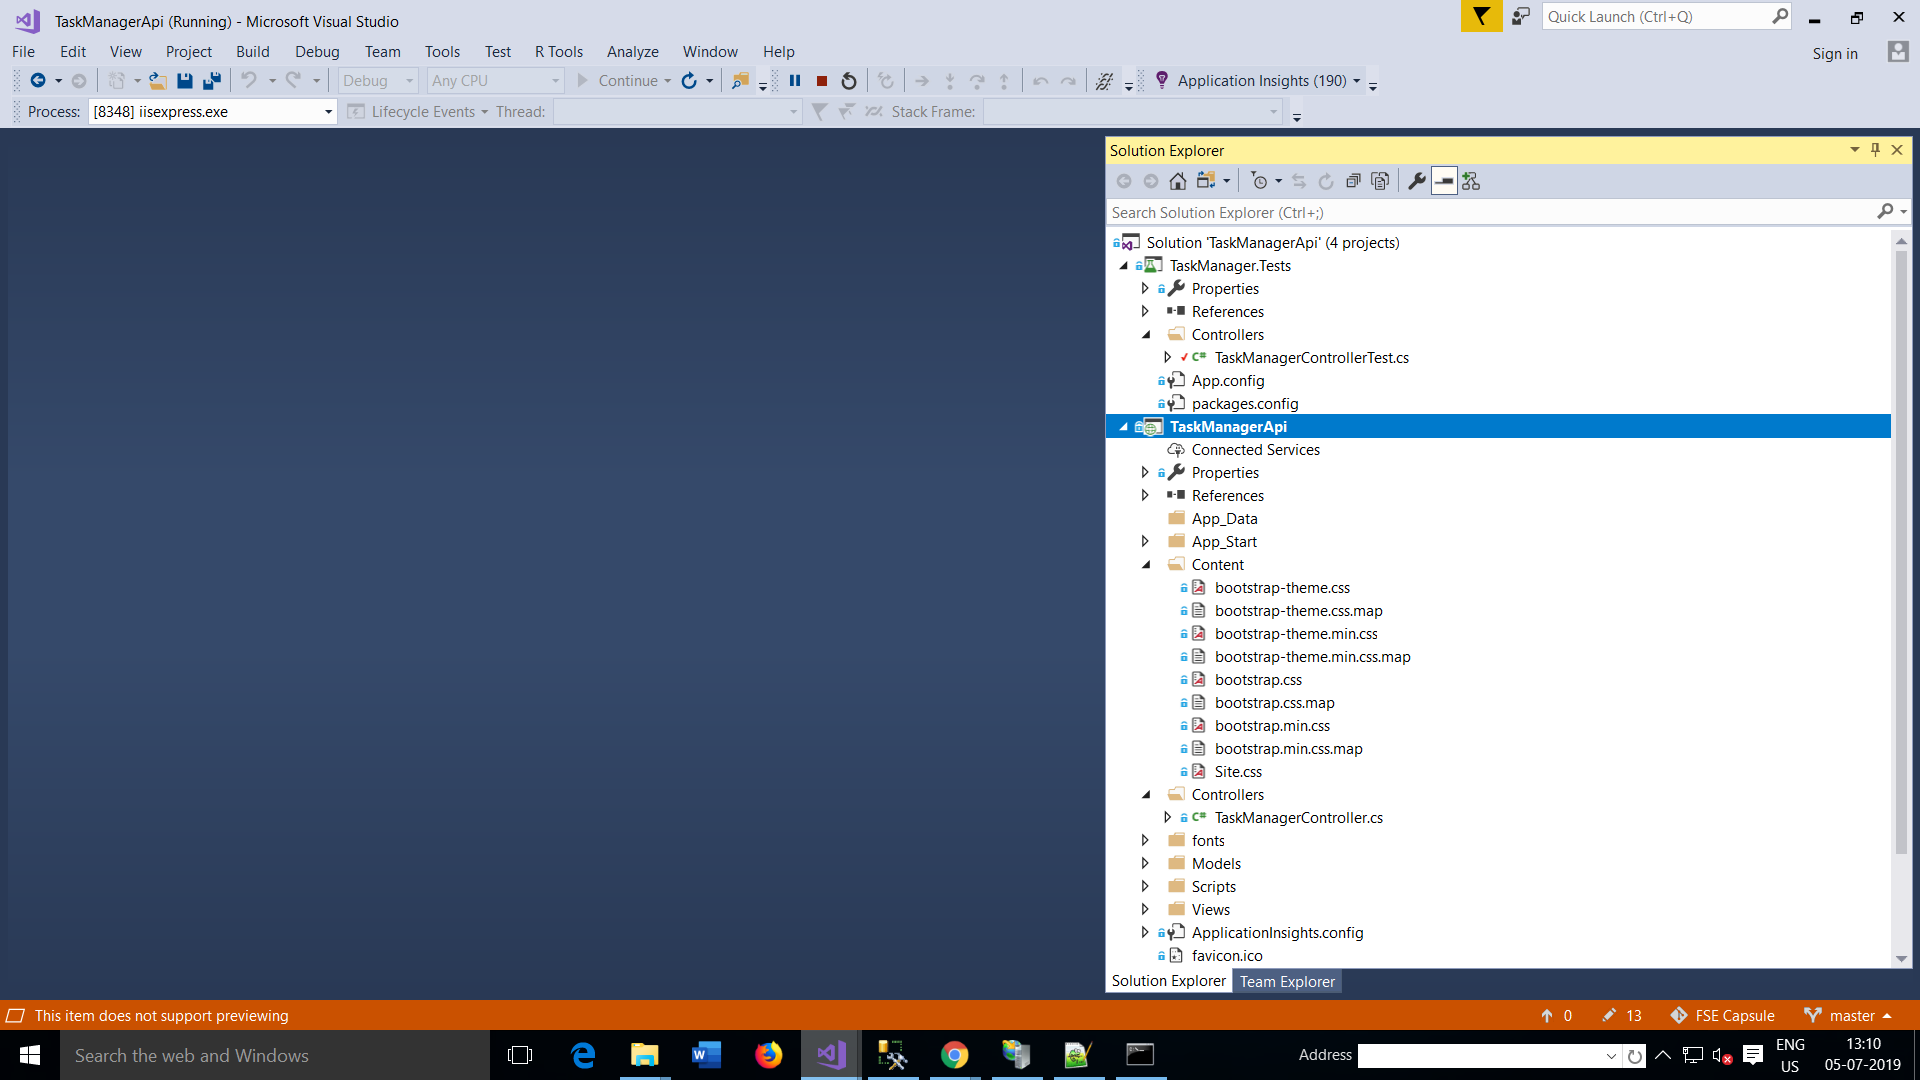 TaskManagerApi (Running) - Microsoft Visual Studio
Quick Launch (Ctrl+Q)
File Edit View Project Build Debug Team Tools Test R Tools Analyze Window Help
Sign in
Debug Any CPU Continue Application Insights (190)
Process: [8348] iisexpress.exe Lifecycle Events Thread: Stack Frame:
Solution Explorer
Search Solution Explorer (Ctrl+;)
Solution 'TaskManagerApi' (4 projects)
TaskManager.Tests
Properties
References
Controllers
C# TaskManagerControllerTest.cs
App.config
packages.config
TaskManagerApi
Connected Services
Properties
References
App_Data
App_Start
Content
bootstrap-theme.css
bootstrap-theme.css.map
bootstrap-theme.min.css
bootstrap-theme.min.css.map
bootstrap.css
bootstrap.css.map
bootstrap.min.css
bootstrap.min.css.map
Site.css
Controllers
C# TaskManagerController.cs
fonts
Models
Scripts
Views
ApplicationInsights.config
favicon.ico
Solution Explorer Team Explorer
This item does not support previewing
0 13 FSE Capsule master
Search the web and Windows
Address
ENG
US
13:10
05-07-2019